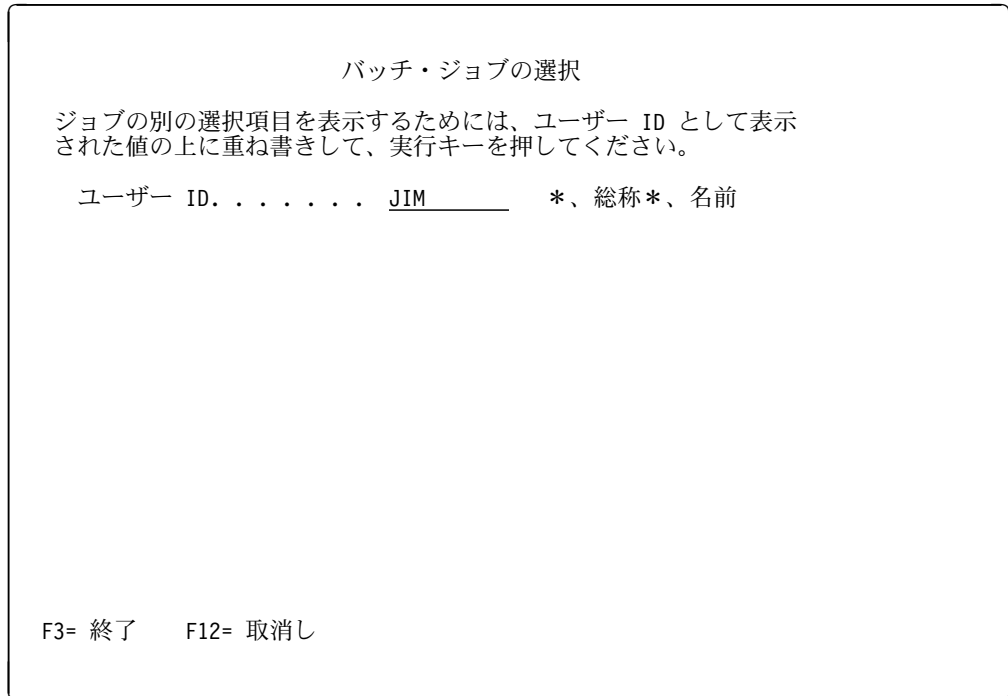 バッチ・ジョブの選択
ジョブの別の選択項目を表示するためには、ユーザー ID として表示
された値の上に重ね書きして、実行キーを押してください。
ユーザー ID. . . . . . . JIM *、総称*、名前
F3= 終了 F12= 取消し